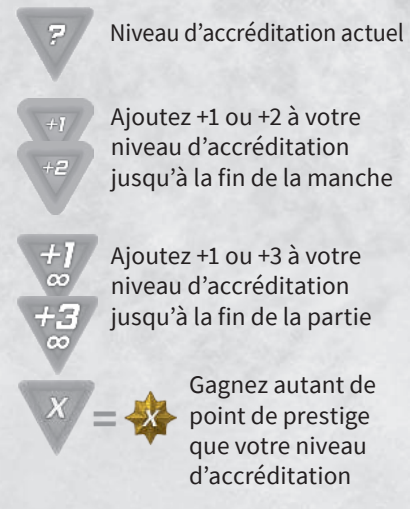 ? Niveau d'accréditation actuel
+1 Ajoutez +1 ou +2 à votre
+2 niveau d'accréditation
jusqu'à la fin de la manche
+1 ∞ Ajoutez +1 ou +3 à votre
niveau d'accréditation
+3 ∞ jusqu'à la fin de la partie
Gagnez autant de
X = X point de prestige
que votre niveau
d'accréditation